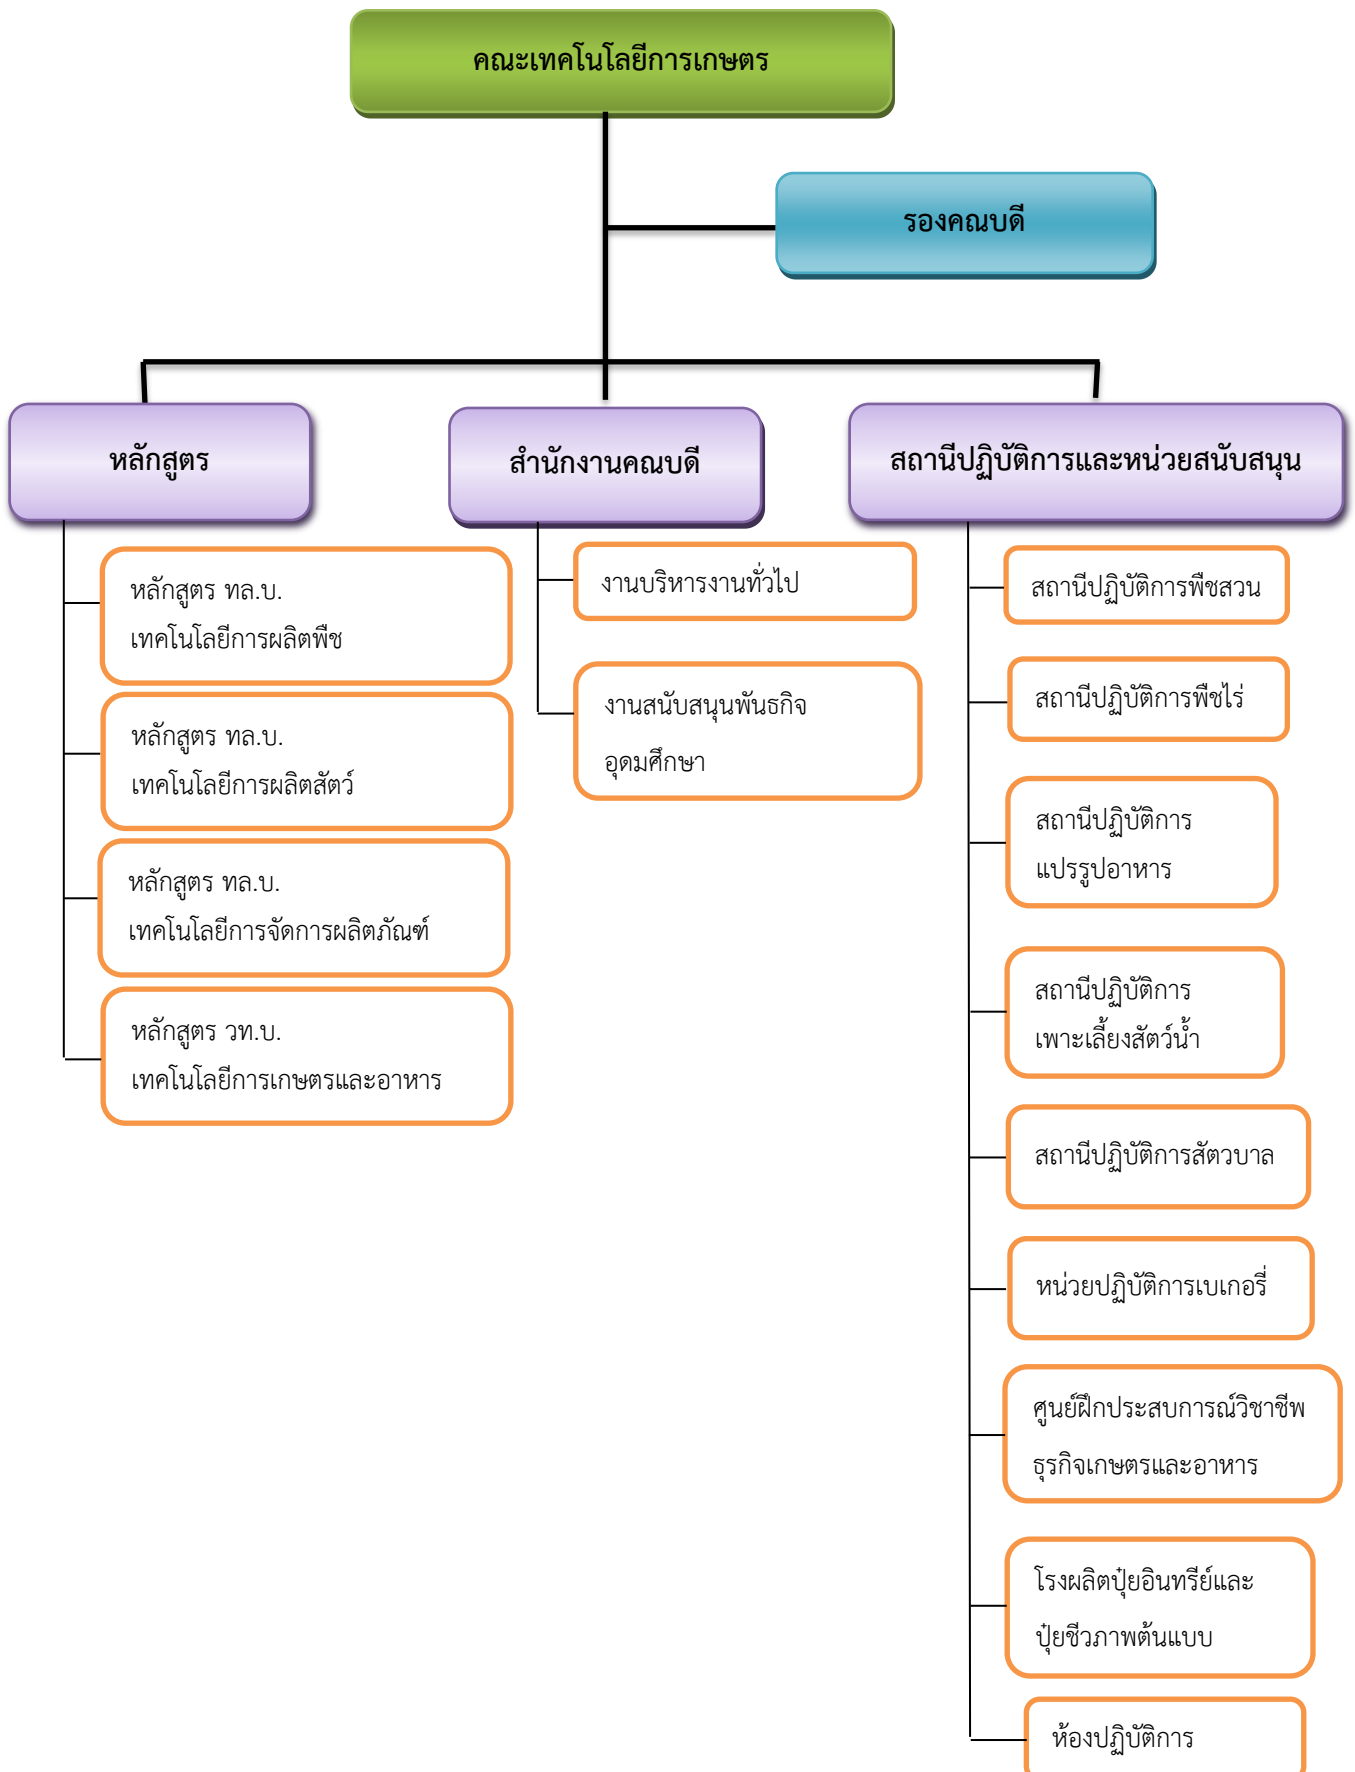 คณะเทคโนโลยีการเกษตร
รองคณบดี
หลักสูตร
สำนักงานคณบดี
สถานีปฏิบัติการและหน่วยสนับสนุน
หลักสูตร ทล.บ.
เทคโนโลยีการผลิตพืช
หลักสูตร ทล.บ.
เทคโนโลยีการผลิตสัตว์
หลักสูตร ทล.บ.
เทคโนโลยีการจัดการผลิตภัณฑ์
หลักสูตร วท.บ.
เทคโนโลยีการเกษตรและอาหาร
งานบริหารงานทั่วไป
งานสนับสนุนพันธกิจ
อุดมศึกษา
สถานีปฏิบัติการพืชสวน
สถานีปฏิบัติการพืชไร่
สถานีปฏิบัติการ
แปรรูปอาหาร
สถานีปฏิบัติการ
เพาะเลี้ยงสัตว์น้ำ
สถานีปฏิบัติการสัตวบาล
หน่วยปฏิบัติการเบเกอรี่
ศูนย์ฝึกประสบการณ์วิชาชีพ
ธุรกิจเกษตรและอาหาร
โรงผลิตปุ๋ยอินทรีย์และ
ปุ๋ยชีวภาพต้นแบบ
ห้องปฏิบัติการ